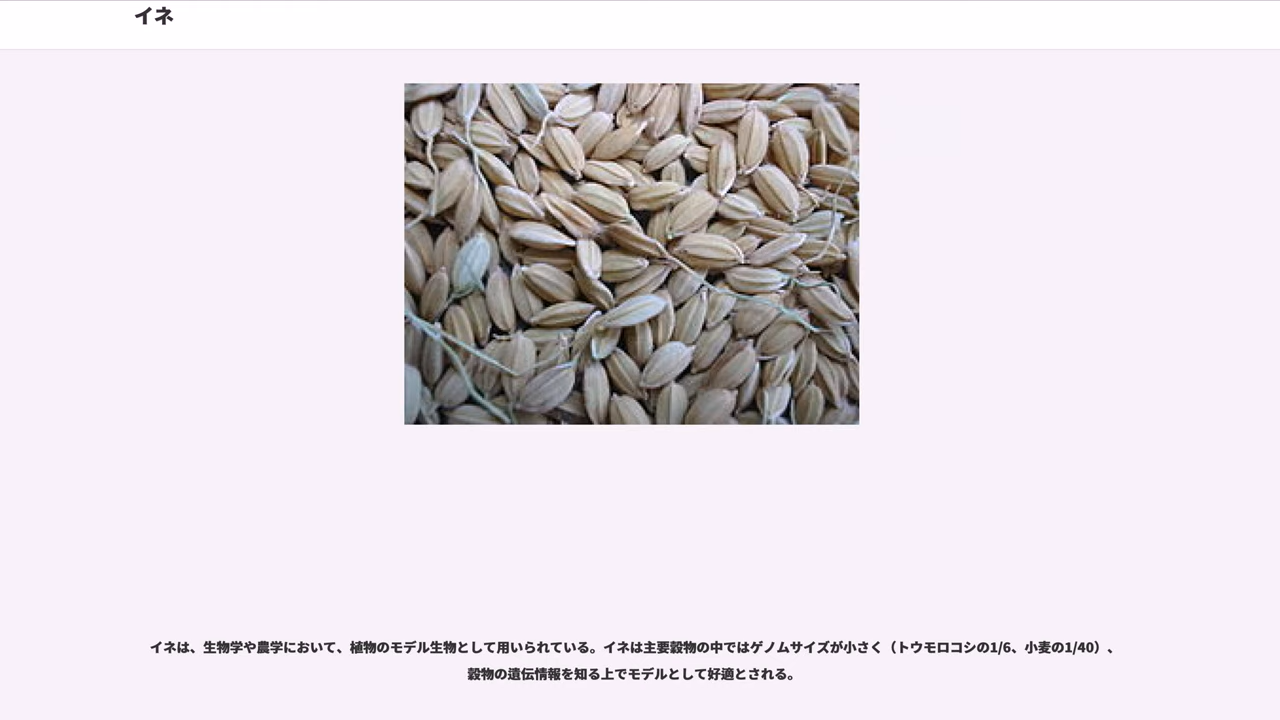 イネ
イネは、生物学や農学において、植物のモデル生物として用いられている。イネは主要穀物の中ではゲノムサイズが小さく（トウモロコシの1/6、小麦の1/40）、
穀物の遺伝情報を知る上でモデルとして好適とされる。